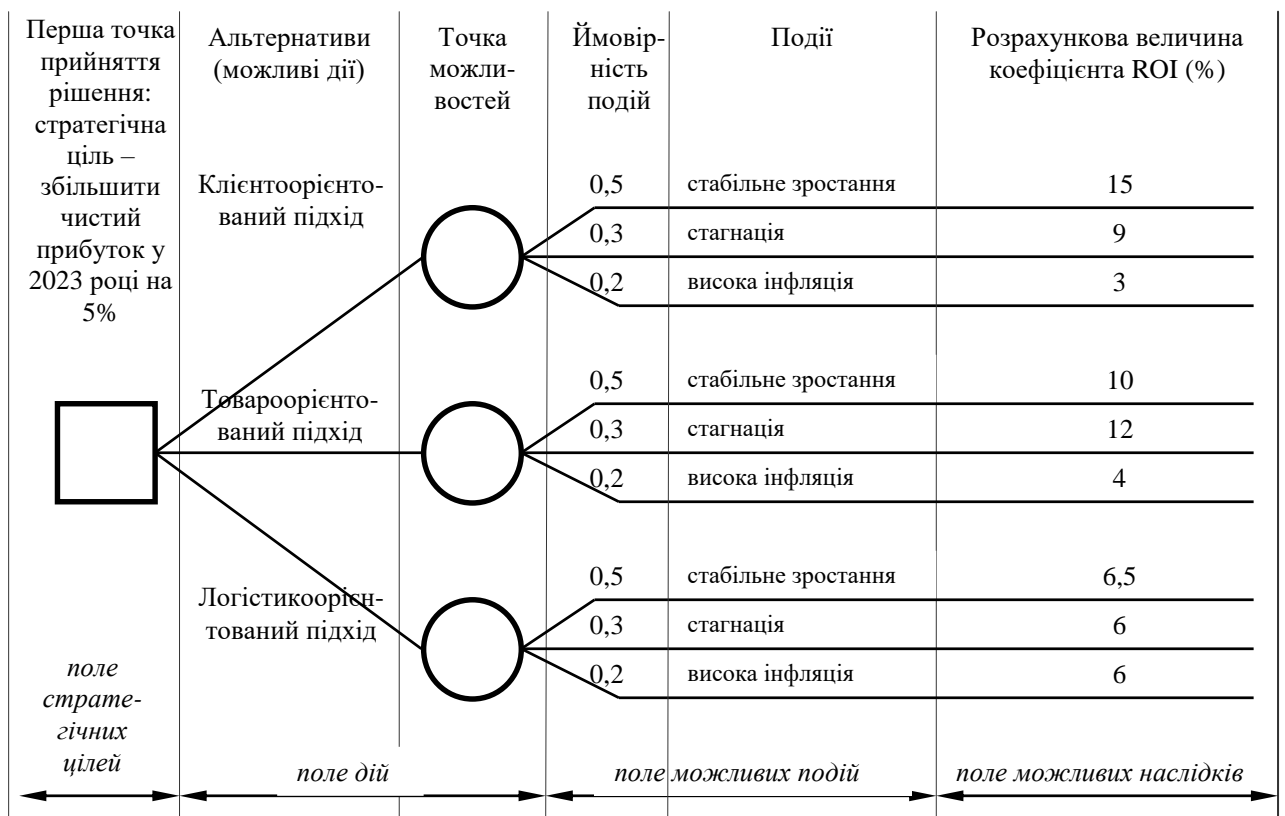 Перша точка
прийняття
рішення:
стратегічна
ціль –
збільшити
чистий
прибуток у
2023 році на
5%
Альтернативи
(можливі дії)
Точка
можли-
востей
Ймовір-
ність
подій
Події
Розрахункова величина
коефіцієнта ROI (%)
Клієнтоорієнто-
ваний підхід
0,5 стабільне зростання 15
0,3 стагнація 9
0,2 висока інфляція 3
Товароорієнто-
ваний підхід
0,5 стабільне зростання 10
0,3 стагнація 12
0,2 висока інфляція 4
Логістикоорієн-
тований підхід
0,5 стабільне зростання 6,5
0,3 стагнація 6
0,2 висока інфляція 6
поле
страте-
гічних
цілей
поле дій
поле можливих подій
поле можливих наслідків